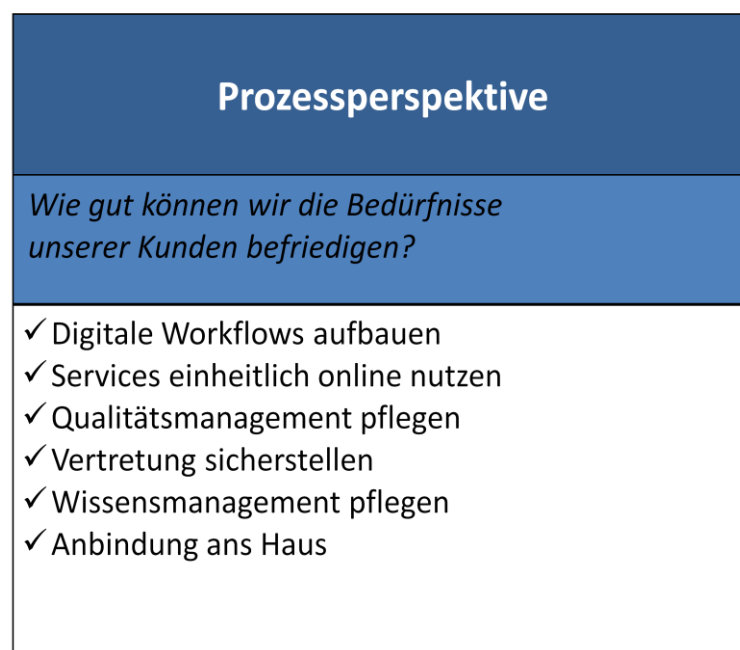 Prozessperspektive
Wie gut können wir die Bedürfnisse
unserer Kunden befriedigen?
✓ Digitale Workflows aufbauen
✓ Services einheitlich online nutzen
✓ Qualitätsmanagement pflegen
✓ Vertretung sicherstellen
✓ Wissensmanagement pflegen
✓ Anbindung ans Haus